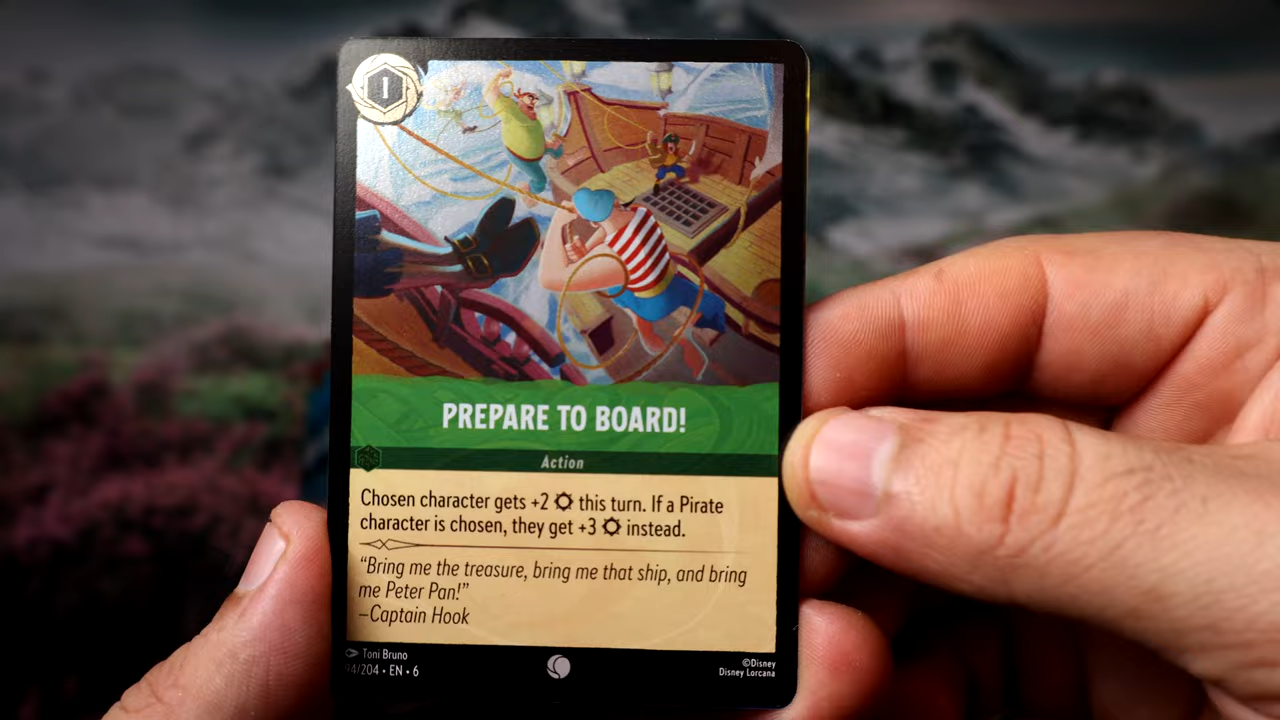 1
PREPARE TO BOARD!
Action
Chosen character gets +2 this turn. If a Pirate
character is chosen, they get +3 instead.
“Bring me the treasure, bring me that ship, and bring
me Peter Pan!”
–Captain Hook
Toni Bruno
4/204 • EN • 6
©Disney
Disney Lorcana